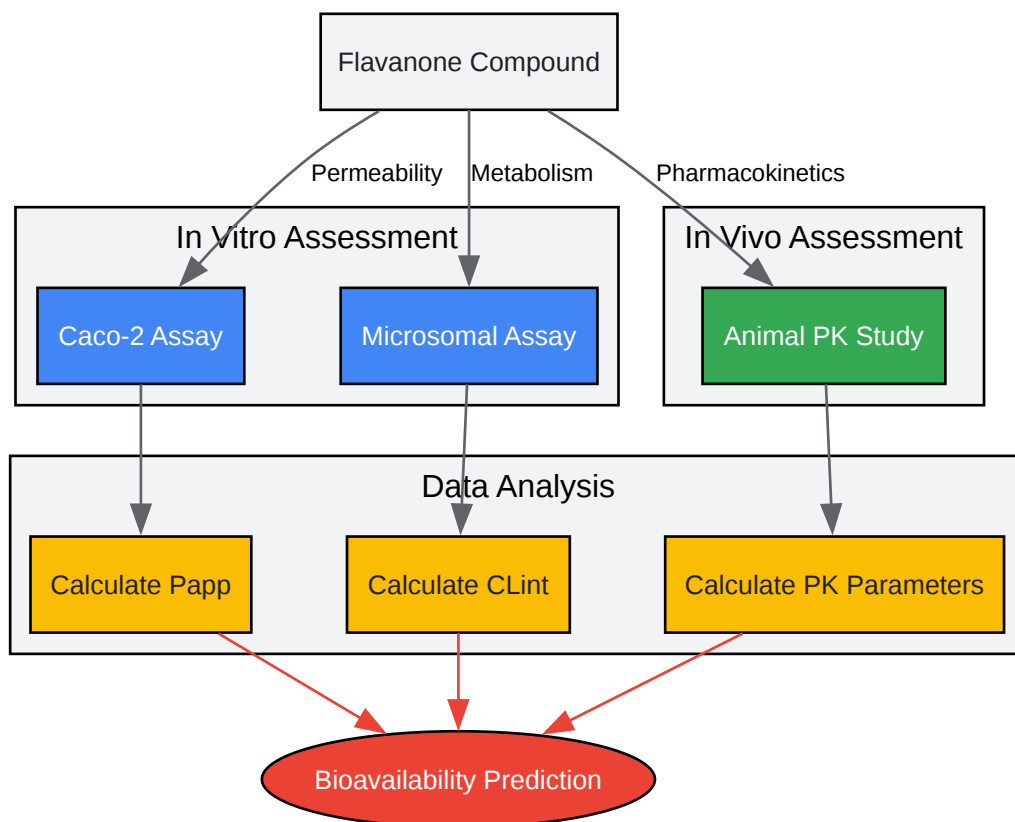 Flavanone Compound
Permeability
Metabolism
Pharmacokinetics
In Vitro Assessment
In Vivo Assessment
Caco-2 Assay
Microsomal Assay
Animal PK Study
Data Analysis
Calculate Papp
Calculate CLint
Calculate PK Parameters
Bioavailability Prediction